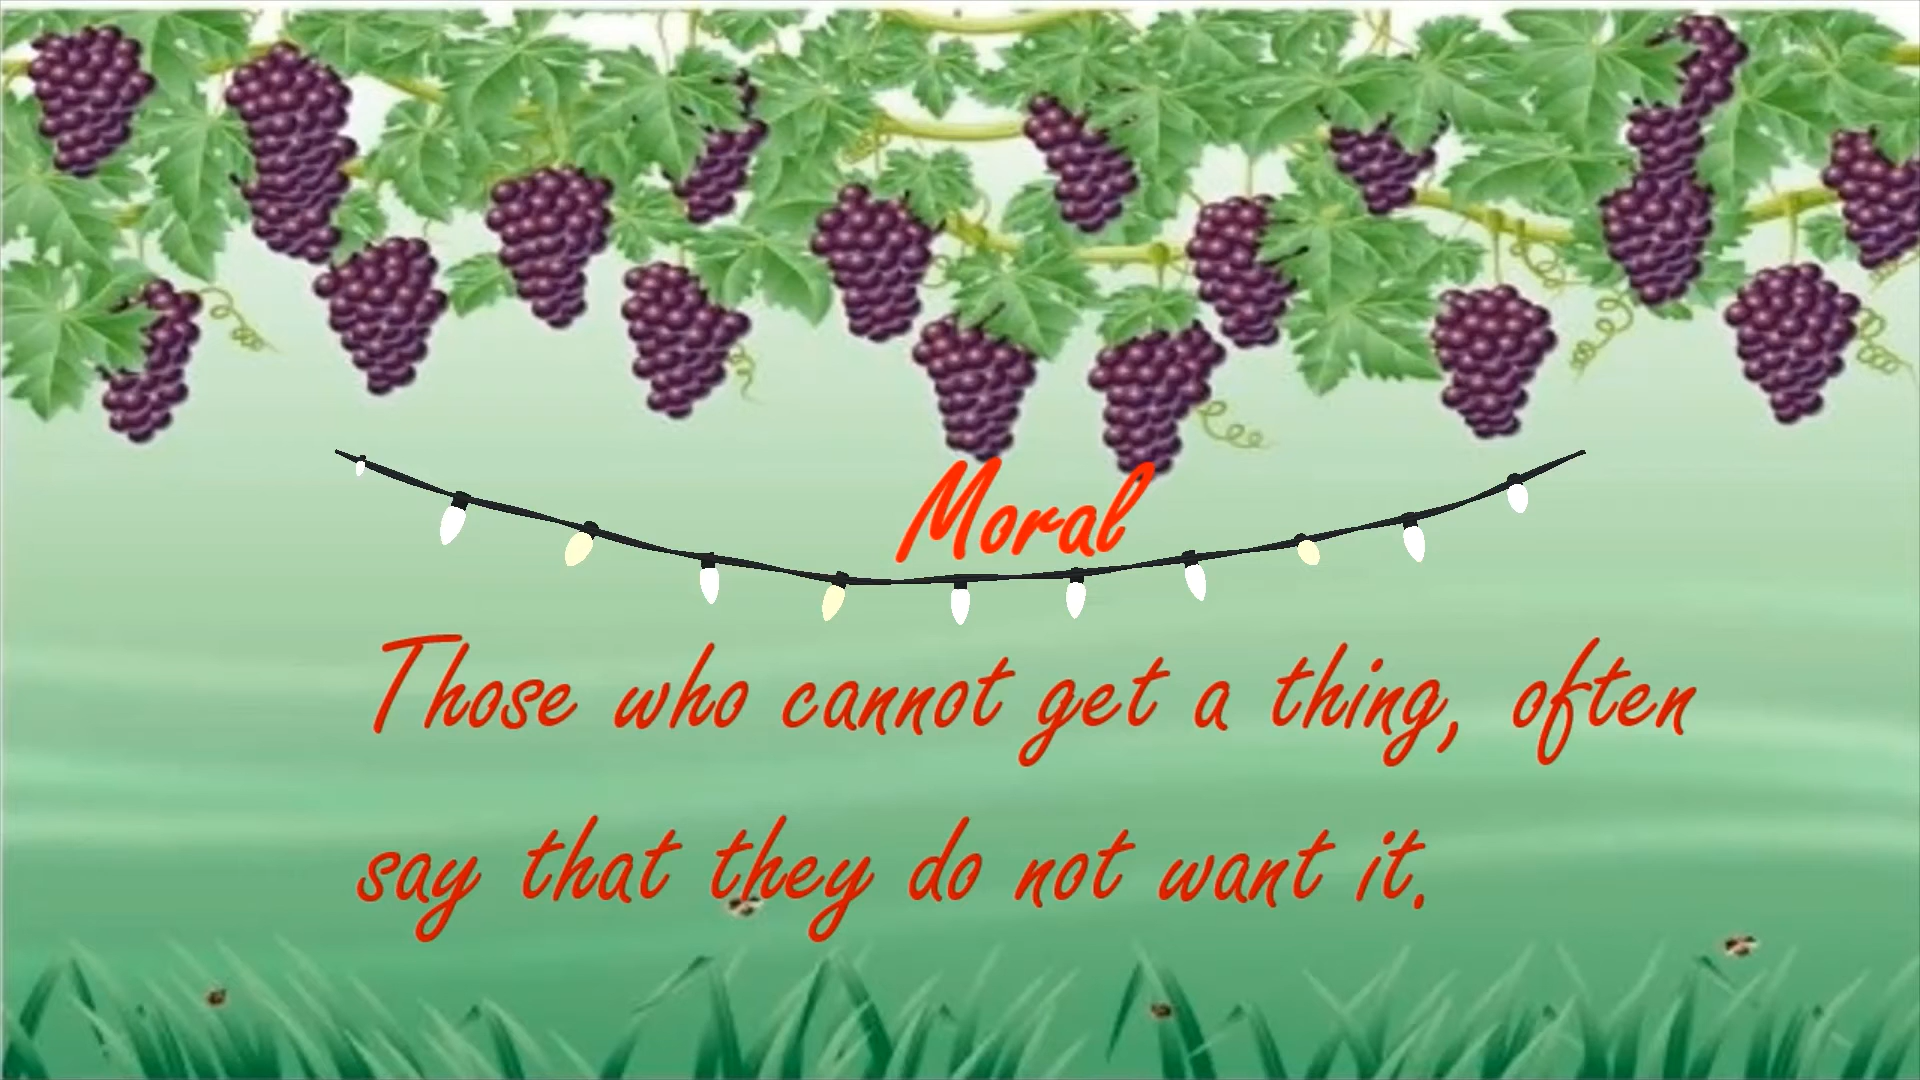 Moral
Those who cannot get a thing, often
say that they do not want it.